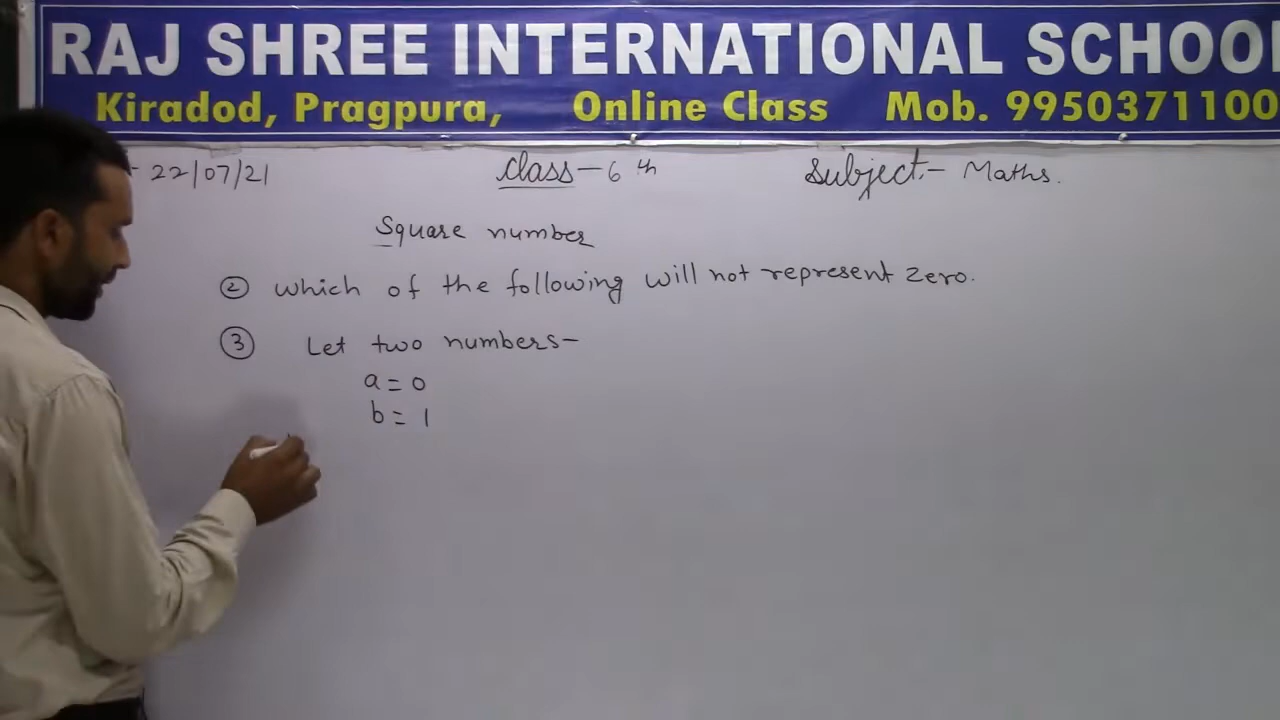 RAJ SHREE INTERNATIONAL SCHOOL
Kiradod, Pragpura, Online Class Mob. 9950371100
22/07/21 Class - 6th Subject:- Maths.
Square number
② Which of the following will not represent zero.
③ Let two numbers-
a = 0
b = 1